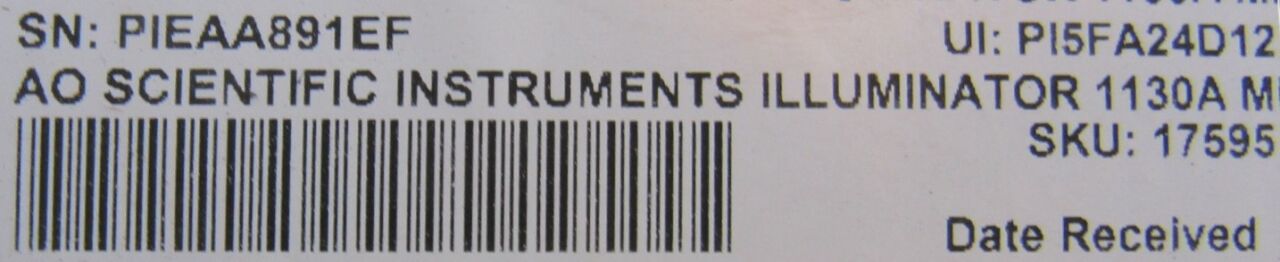 SN: PIEAA891EF
UI: PI5FA24D12
AO SCIENTIFIC INSTRUMENTS ILLUMINATOR 1130A M
SKU: 17595
Date Received